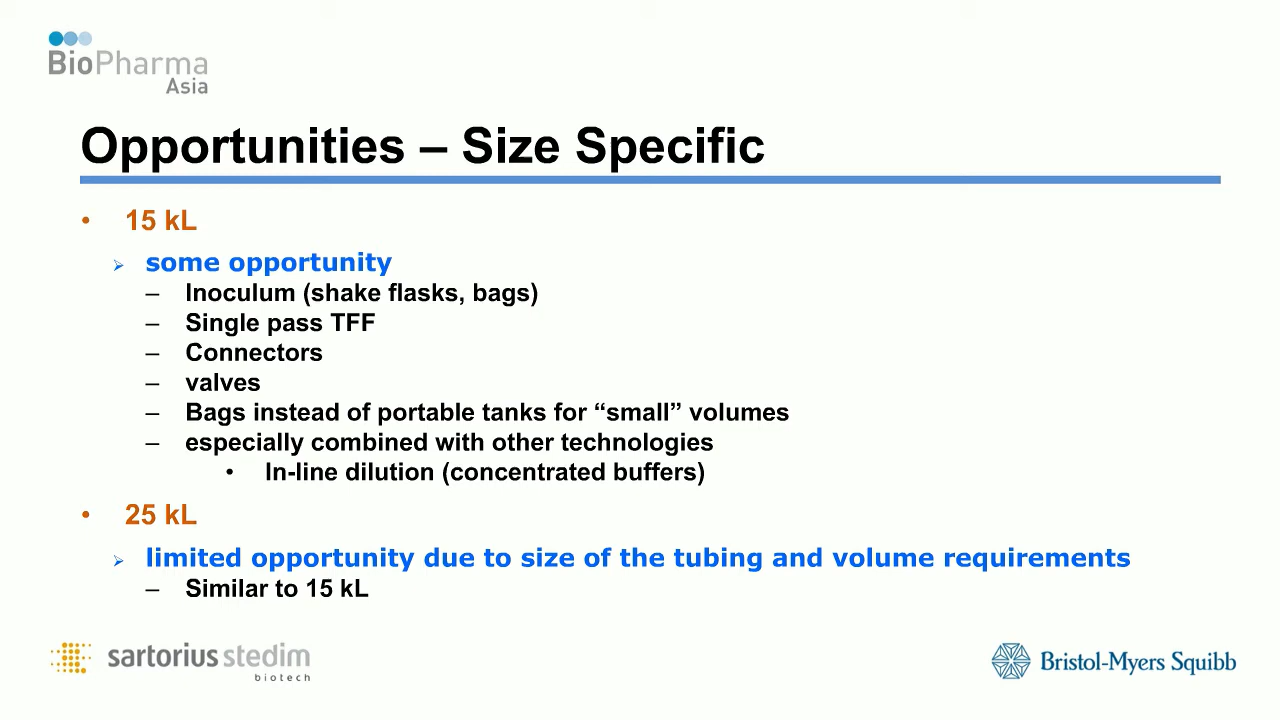 BioPharma
Asia
Opportunities – Size Specific
• 15 kL
➢ some opportunity
– Inoculum (shake flasks, bags)
– Single pass TFF
– Connectors
– valves
– Bags instead of portable tanks for “small” volumes
– especially combined with other technologies
• In-line dilution (concentrated buffers)
• 25 kL
➢ limited opportunity due to size of the tubing and volume requirements
– Similar to 15 kL
sartorius stedim
biotech
Bristol-Myers Squibb